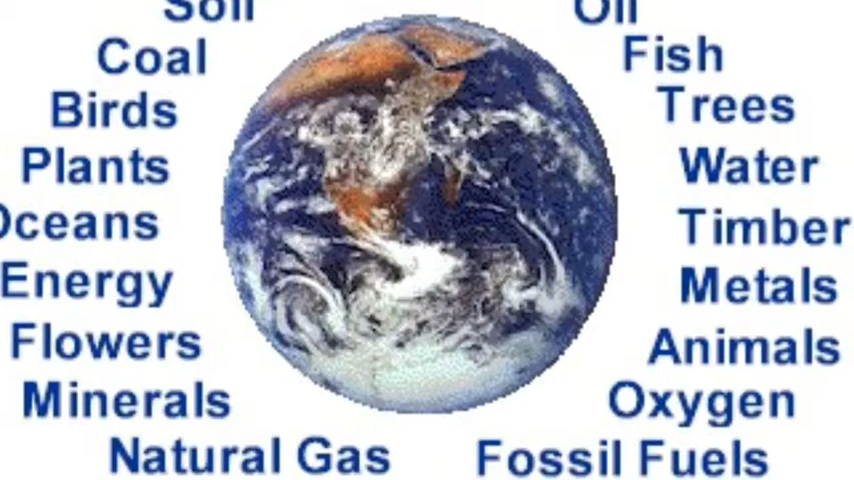 Soil
Oil
Coal
Fish
Birds
Trees
Plants
Water
Oceans
Timber
Energy
Metals
Flowers
Animals
Minerals
Oxygen
Natural Gas
Fossil Fuels